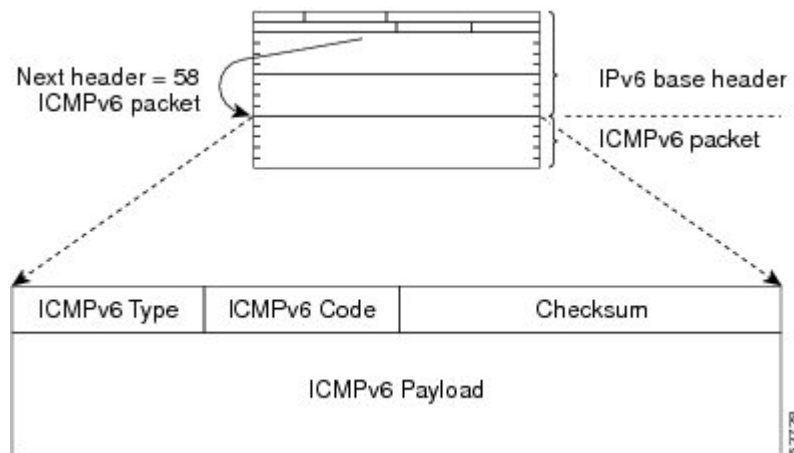 Next header = 58
ICMPv6 packet
IPv6 base header
ICMPv6 packet
ICMPv6 Type
ICMPv6 Code
Checksum
ICMPv6 Payload